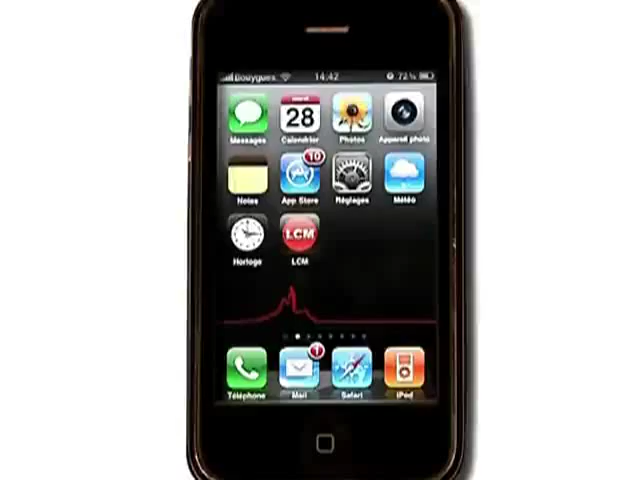 Bouygues 14:42 72%
28
Messages Calendrier Photos Appareil photo
10
Notes App Store Réglages Météo
LCM
Horloge LCM
1
Téléphone Mail Safari iPod